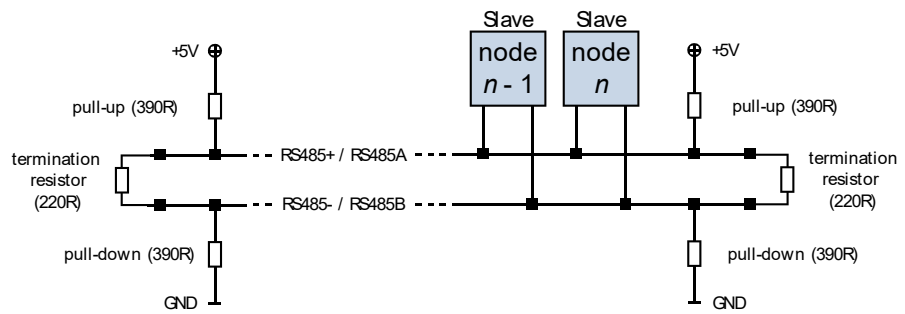 Slave Slave
+5V node node +5V
n - 1 n
pull-up (390R) pull-up (390R)
termination RS485+ / RS485A termination
resistor resistor
(220R) RS485- / RS485B (220R)
pull-down (390R) pull-down (390R)
GND GND